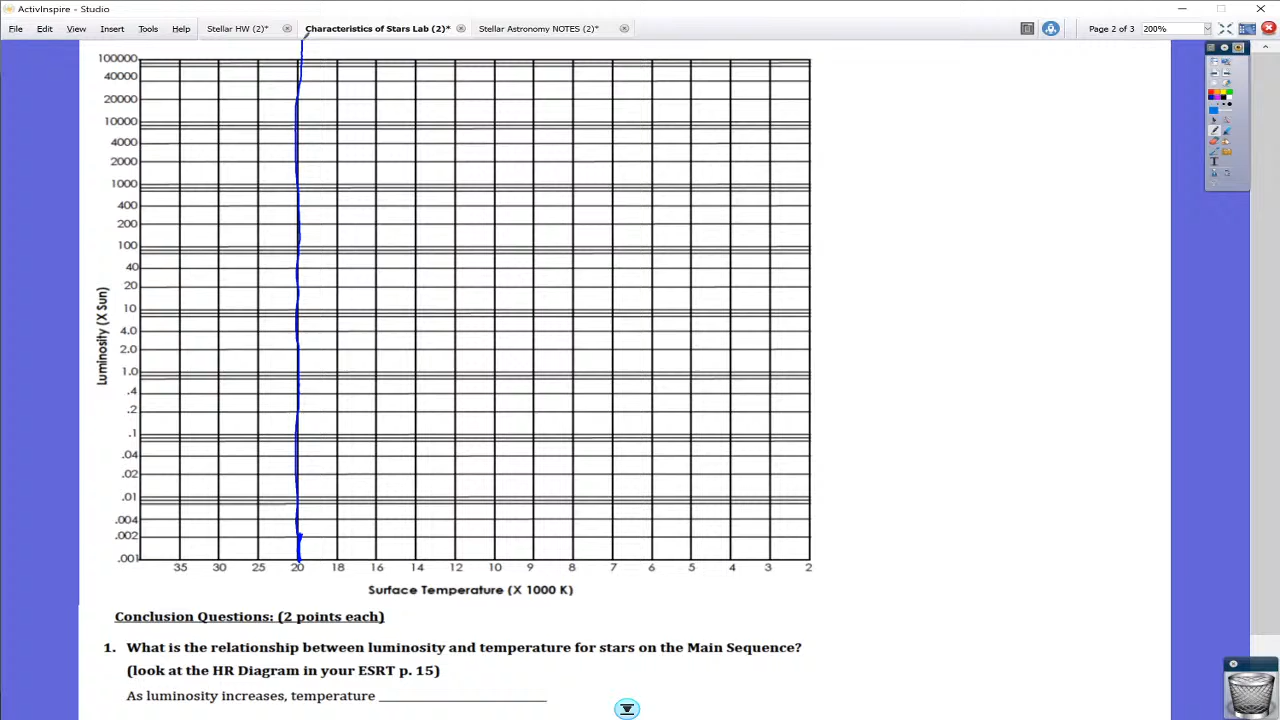 ActivInspire - Studio
File Edit View Insert Tools Help Stellar HW (2)* Characteristics of Stars Lab (2)* Stellar Astronomy NOTES (2)* Page 2 of 3 200%
100000
40000
20000
10000
4000
2000
1000
400
200
100
40
20
10
4.0
2.0
1.0
.4
.2
.1
.04
.02
.01
.004
.002
.001
Luminosity (X Sun)
35 30 25 20 18 16 14 12 10 9 8 7 6 5 4 3 2
Surface Temperature (X 1000 K)
Conclusion Questions: (2 points each)
1. What is the relationship between luminosity and temperature for stars on the Main Sequence?
(look at the HR Diagram in your ESRT p. 15)
As luminosity increases, temperature ________________________